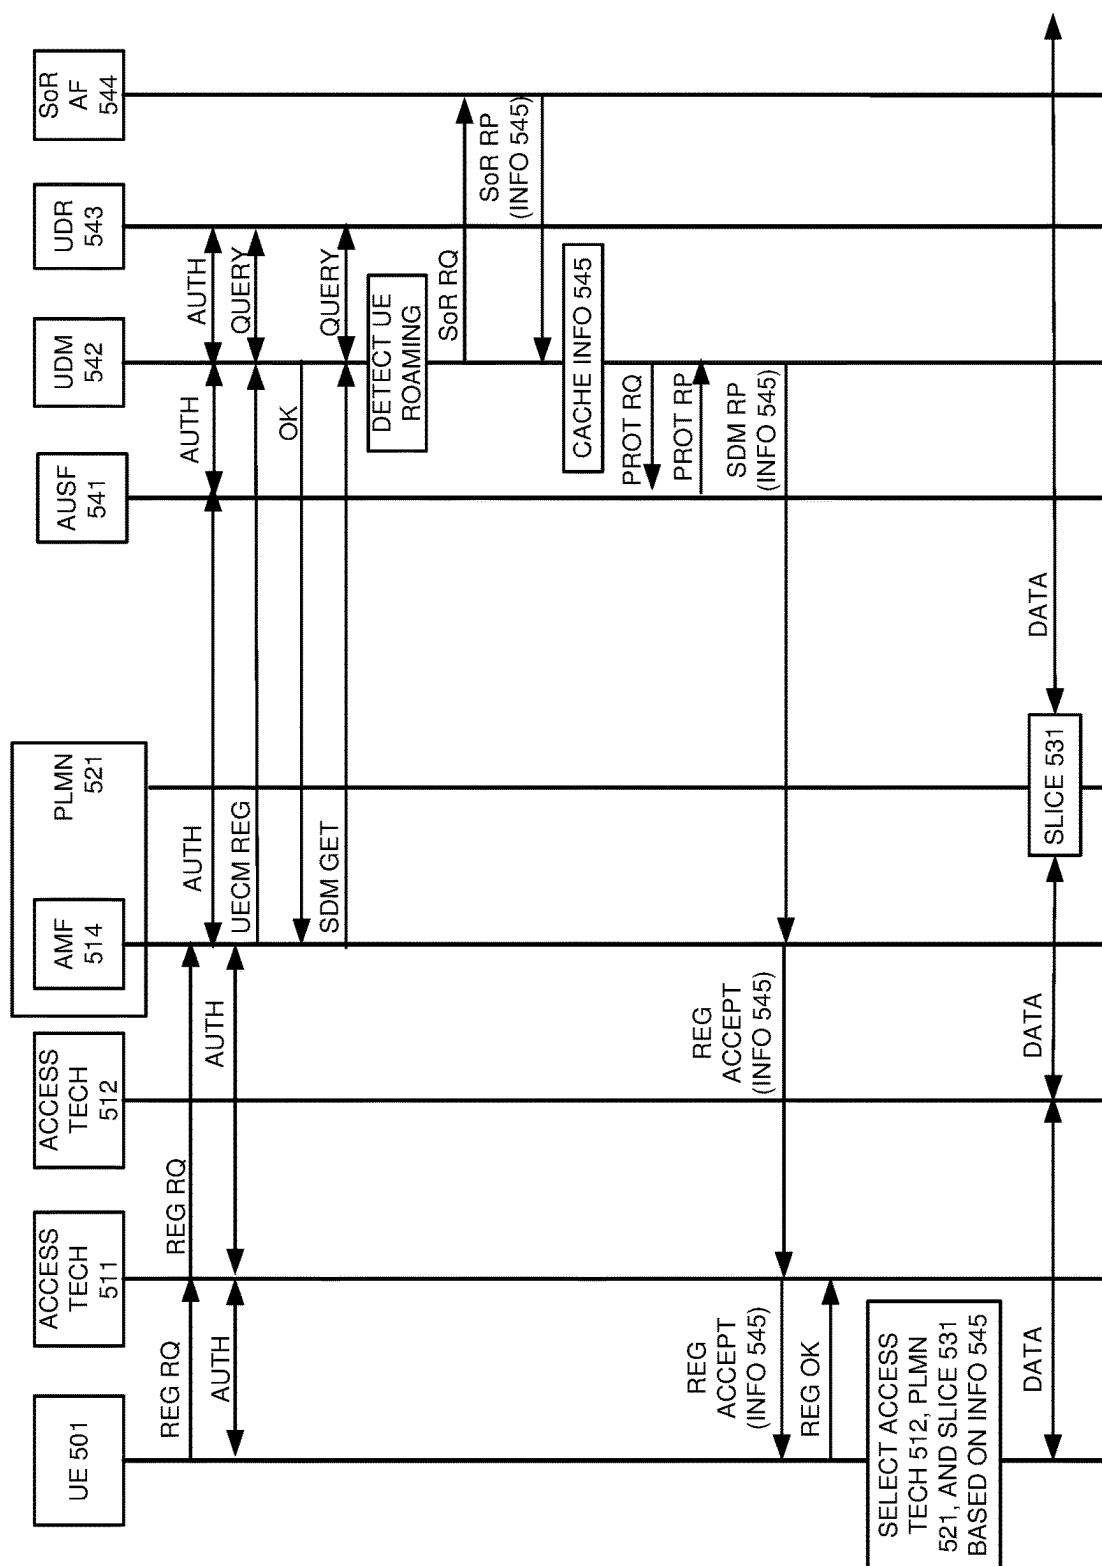 UE 501
ACCESS
TECH
511
ACCESS
TECH
512
AMF
514
PLMN
521
AUSF
541
UDM
542
UDR
543
SoR
AF
544
REG RQ
REG RQ
AUTH
AUTH
AUTH
AUTH
AUTH
UECM REG
QUERY
OK
SDM GET
QUERY
DETECT UE
ROAMING
SoR RQ
SoR RP
(INFO 545)
CACHE INFO 545
PROT RQ
PROT RP
SDM RP
(INFO 545)
REG
ACCEPT
(INFO 545)
REG
ACCEPT
(INFO 545)
REG OK
SELECT ACCESS
TECH 512, PLMN
521, AND SLICE 531
BASED ON INFO 545
DATA
DATA
SLICE 531
DATA